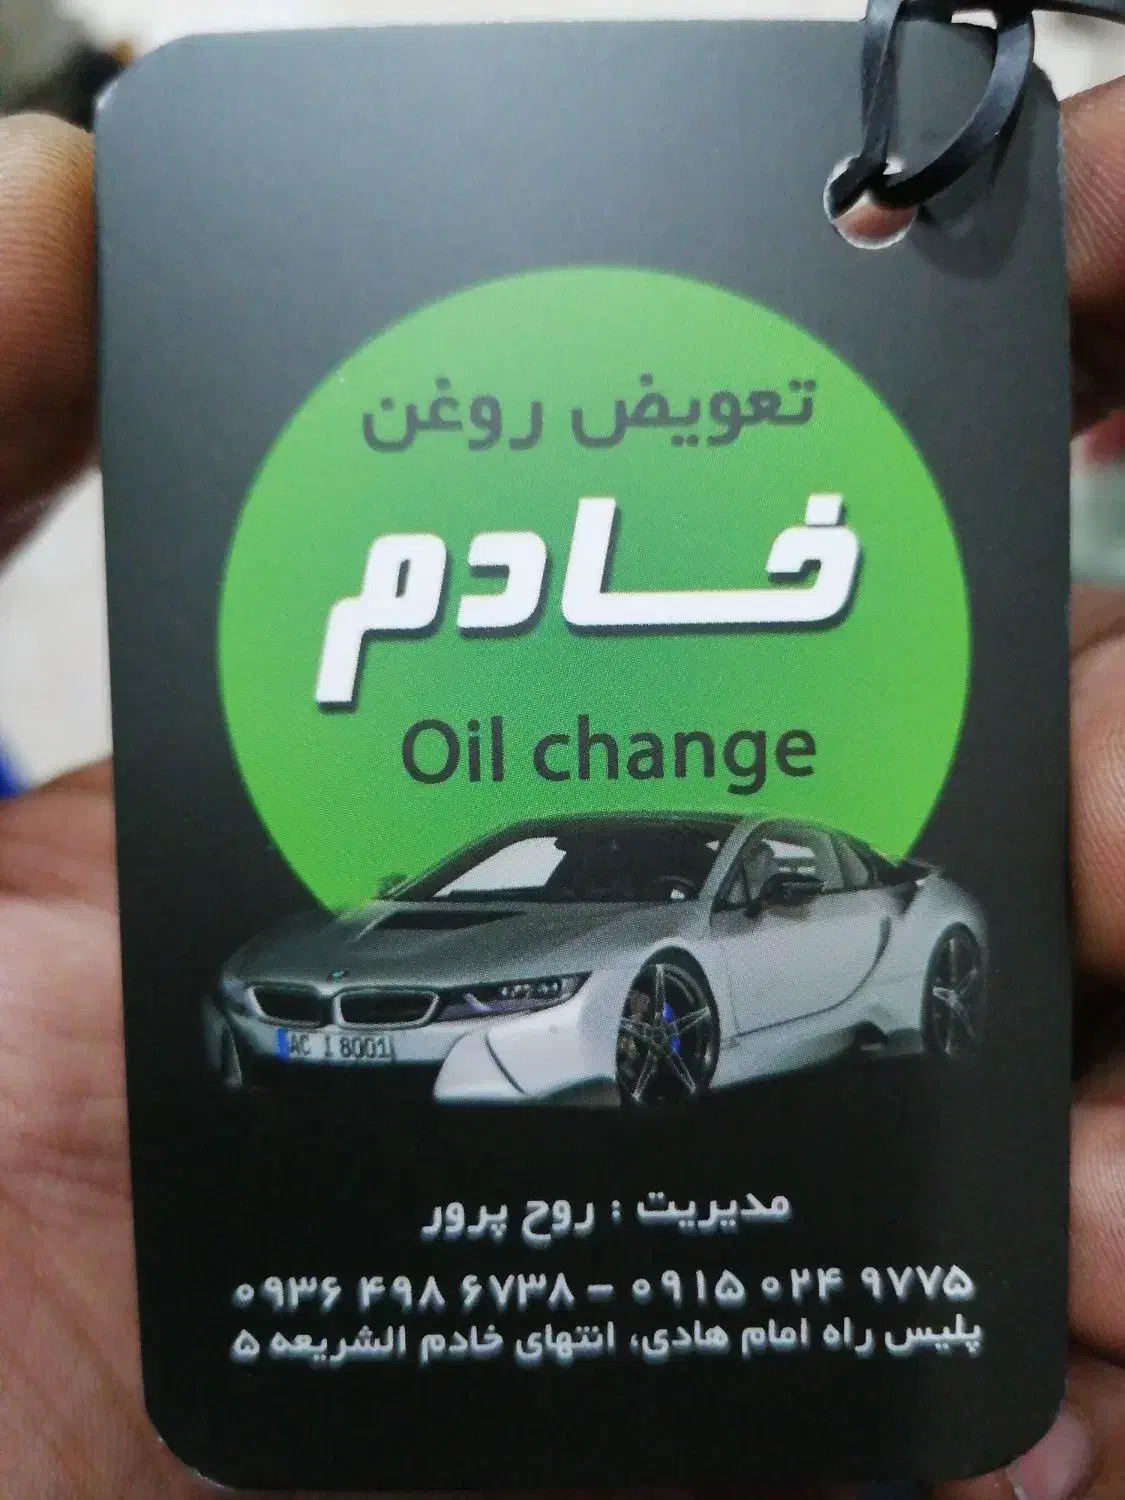 تعویض روغن
خادم
Oil change
AC I 8001
مدیریت : روح پرور
۰۹۳۶ ۴۹۸ ۶۷۳۸ - ۰۹۱۵ ۰۲۴ ۹۷۷۵
پلیس راه امام هادی، انتهای خادم الشریعه ۵